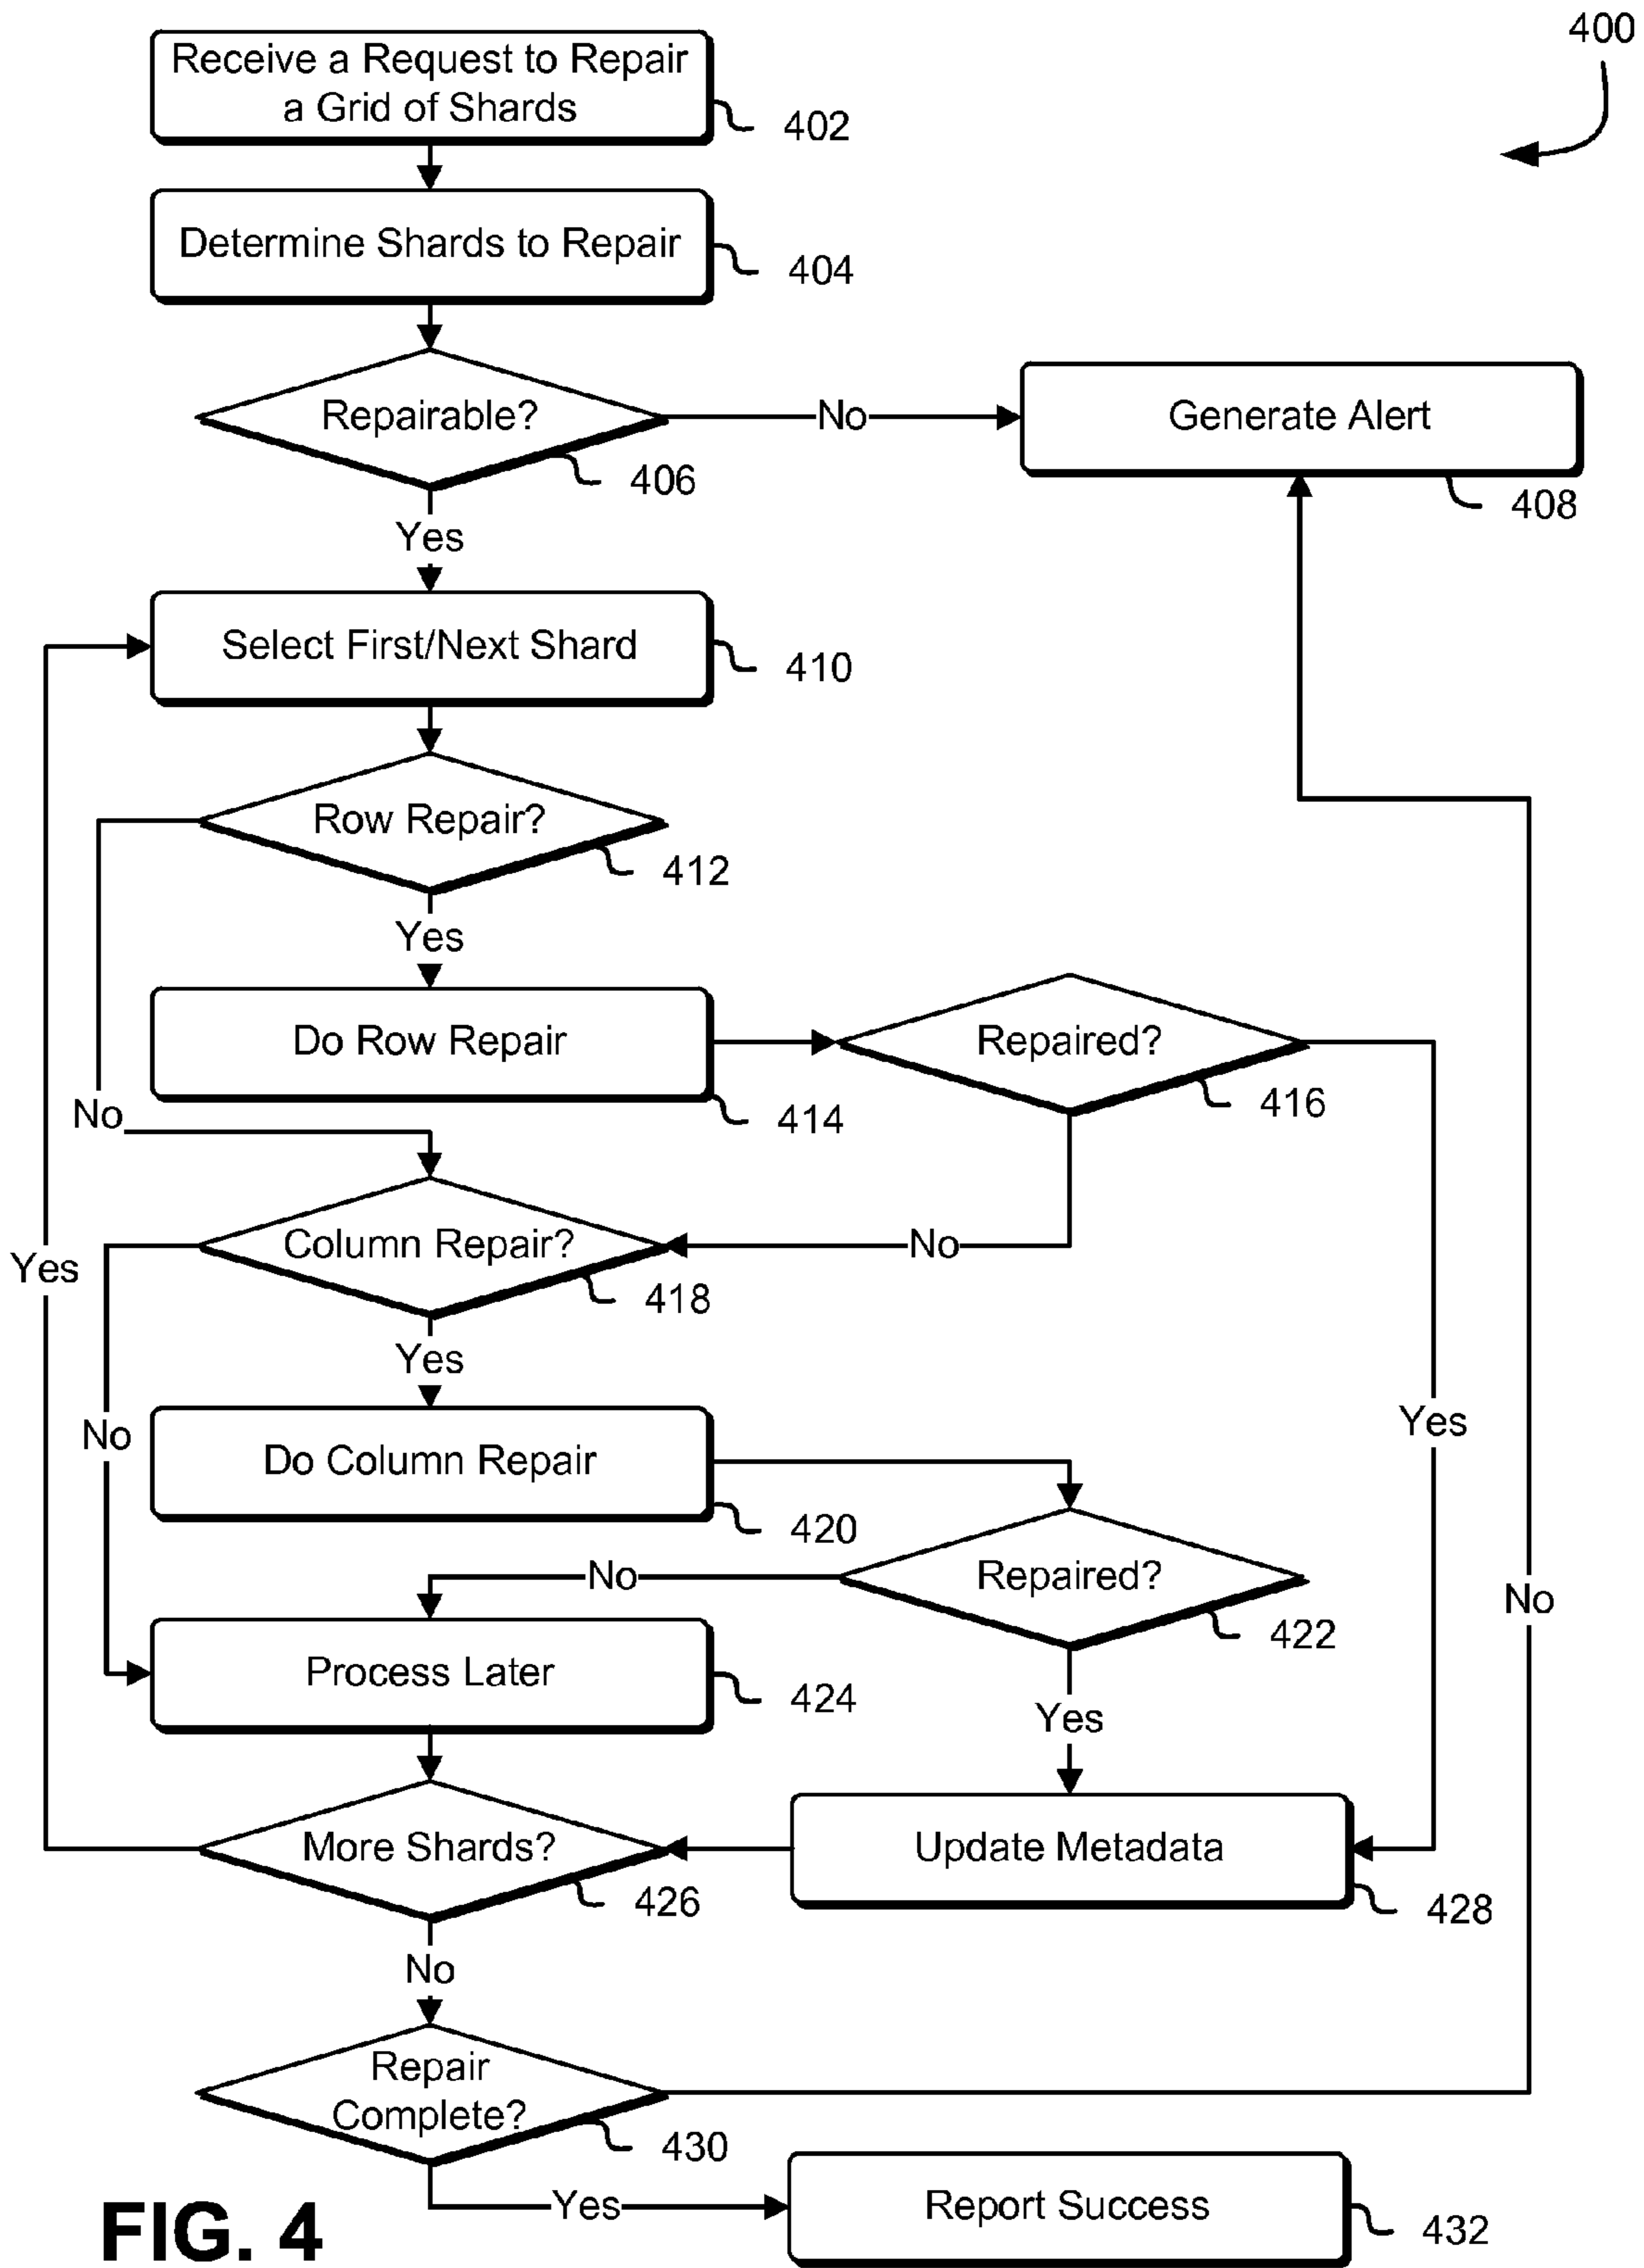 400
Receive a Request to Repair
a Grid of Shards
402
Determine Shards to Repair
404
Repairable?
No
Generate Alert
406
408
Yes
Select First/Next Shard
410
Row Repair?
412
Yes
Do Row Repair
Repaired?
414
416
No
Column Repair?
No
418
Yes
Yes
Yes
No
Do Column Repair
420
No
Repaired?
No
422
Process Later
424
Yes
More Shards?
Update Metadata
426
428
No
Repair
Complete?
430
Yes
Report Success
432
FIG. 4